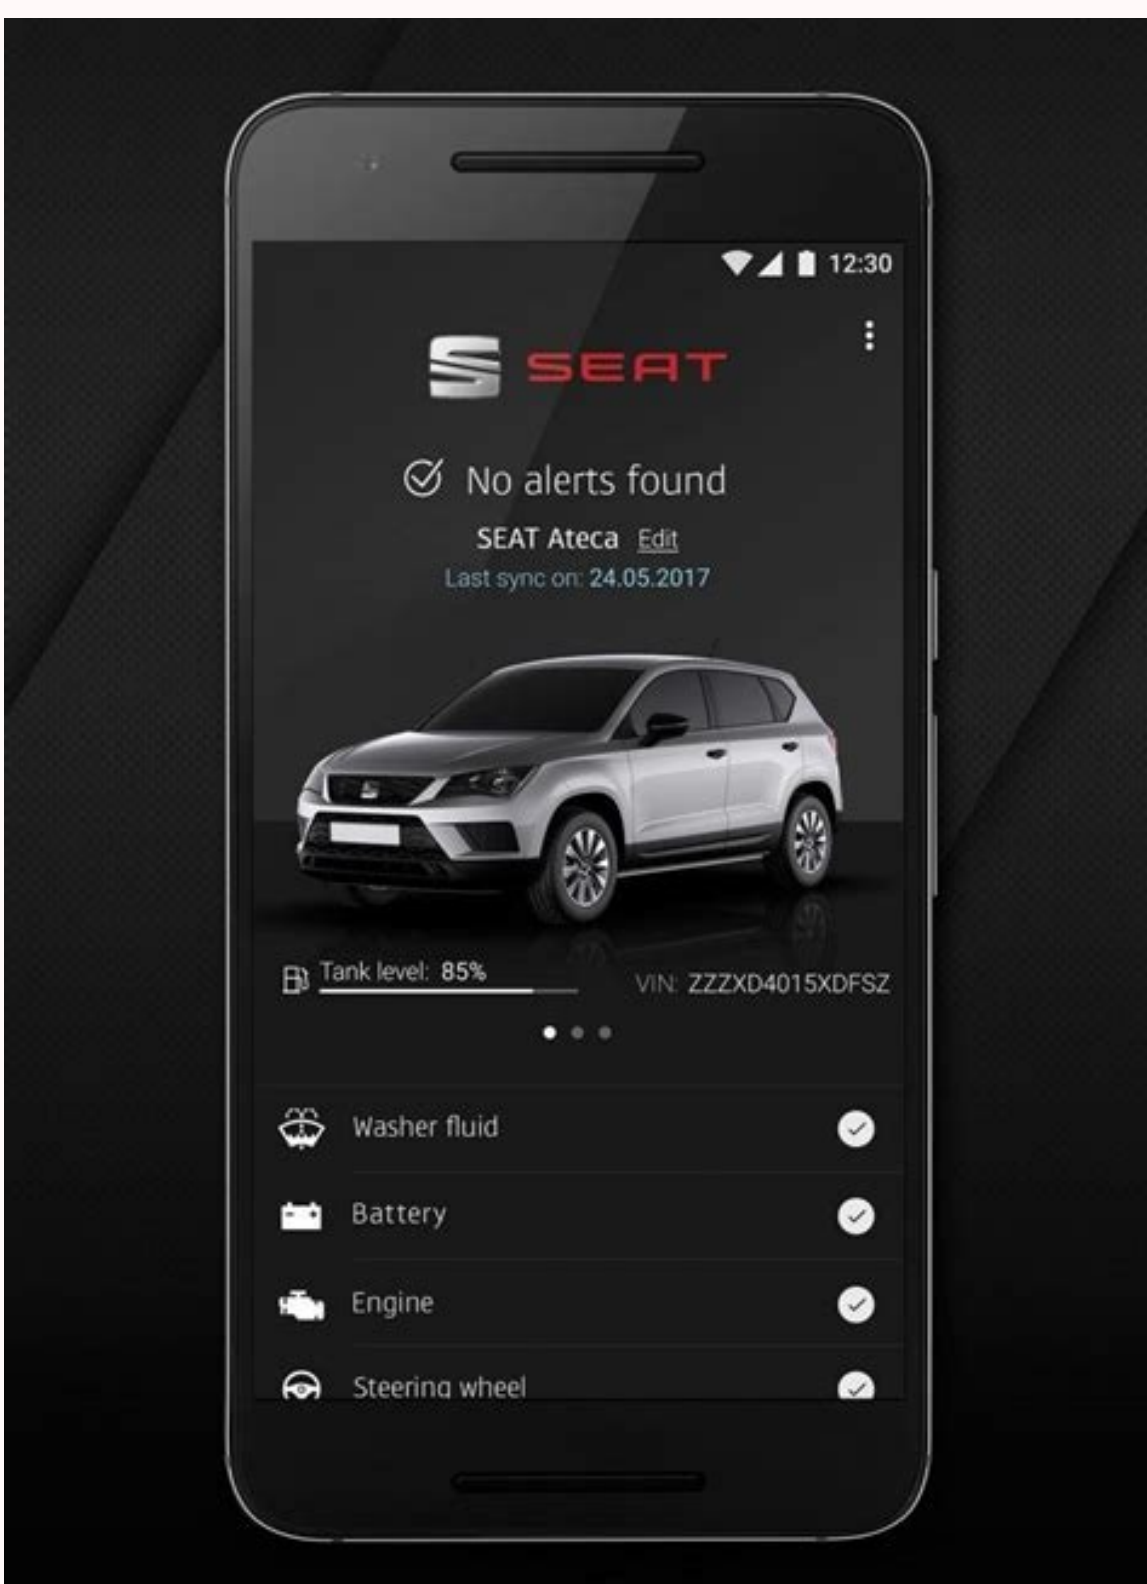 12:30
SEAT
No alerts found
SEAT Ateca Edit
Last sync on: 24.05.2017
Tank level: 85%
VIN: ZZZXD4015XDFSZ
Washer fluid
Battery
Engine
Steering wheel